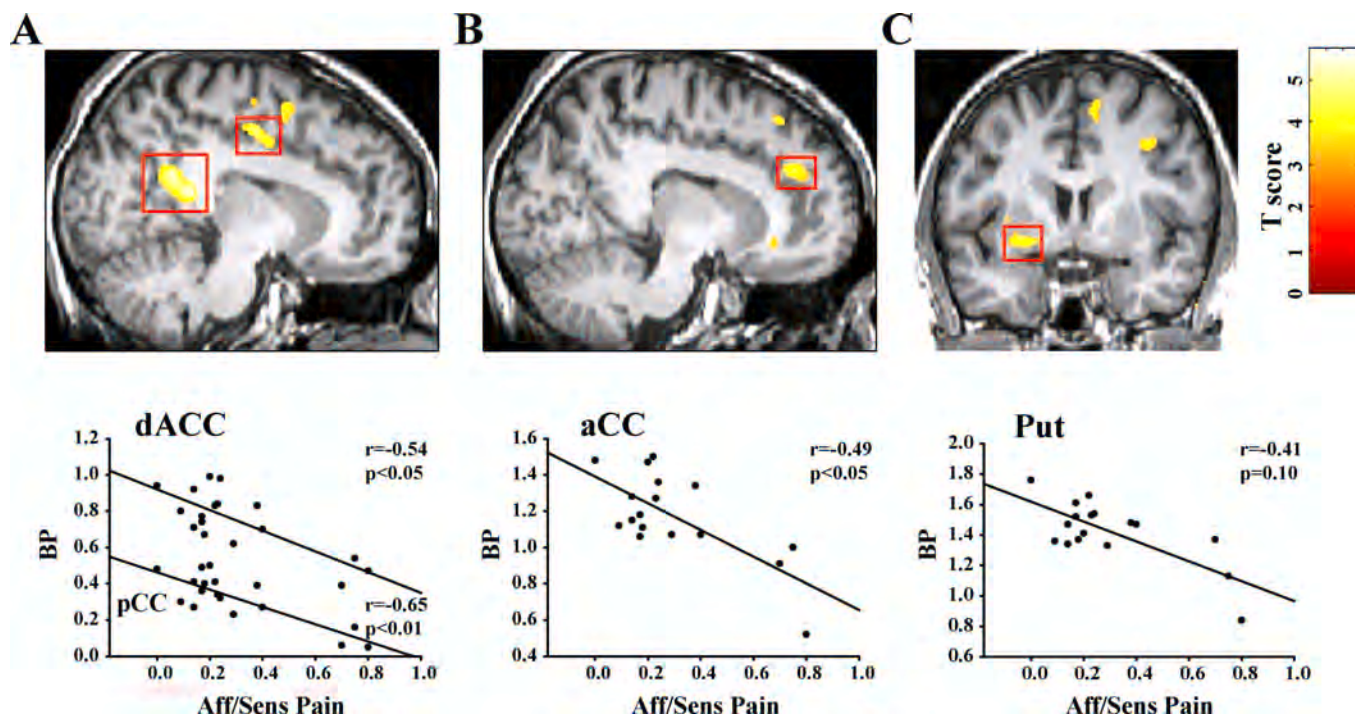 A
B
C
T score
0
1
2
3
4
5
dACC
r=-0.54
p<0.05
BP
1.2
1.0
0.8
0.6
0.4
0.2
0.0
pCC
r=-0.65
p<0.01
0.0 0.2 0.4 0.6 0.8 1.0
Aff/Sens Pain
aCC
r=-0.49
p<0.05
BP
1.6
1.4
1.2
1.0
0.8
0.6
0.4
0.0 0.2 0.4 0.6 0.8 1.0
Aff/Sens Pain
Put
r=-0.41
p=0.10
BP
2.0
1.8
1.6
1.4
1.2
1.0
0.8
0.6
0.0 0.2 0.4 0.6 0.8 1.0
Aff/Sens Pain